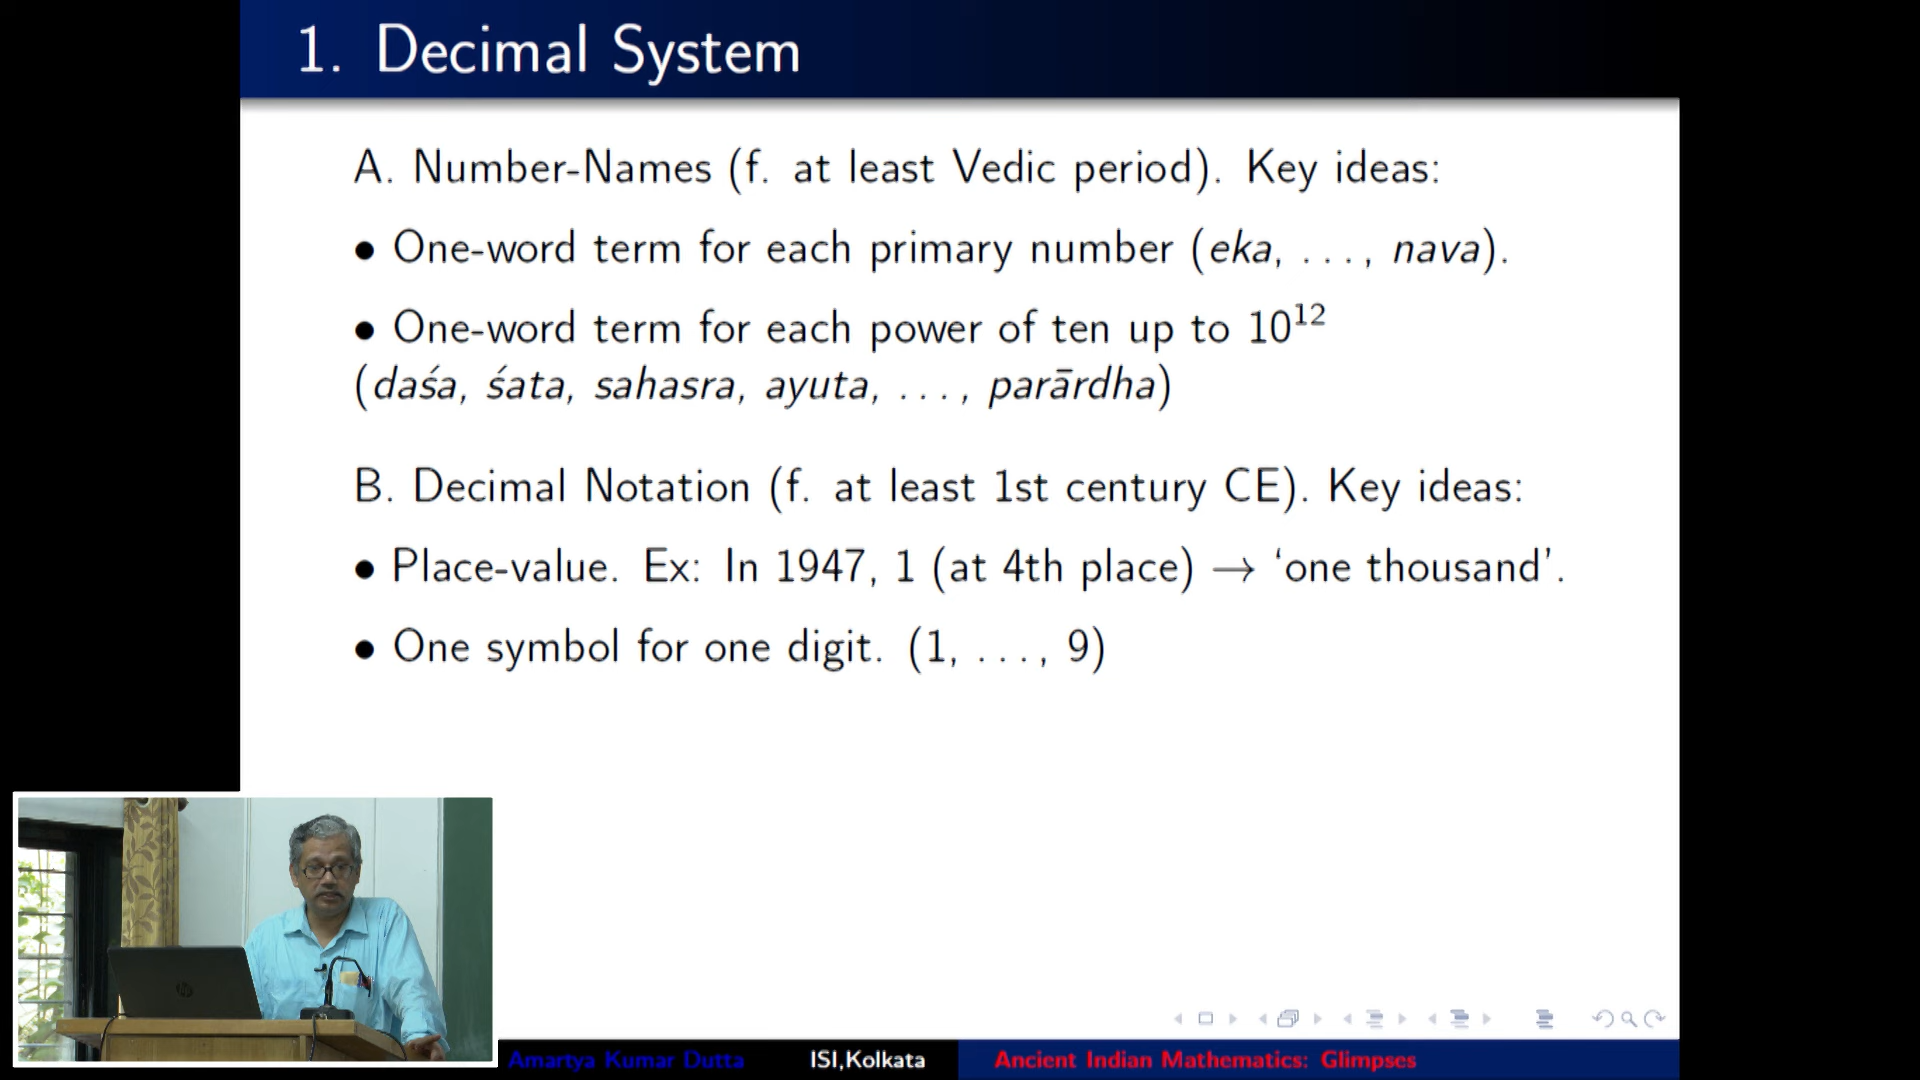 1. Decimal System
A. Number-Names (f. at least Vedic period). Key ideas:
• One-word term for each primary number (eka, . . . , nava).
• One-word term for each power of ten up to 10¹²
(daśa, śata, sahasra, ayuta, . . . , parārdha)
B. Decimal Notation (f. at least 1st century CE). Key ideas:
• Place-value. Ex: In 1947, 1 (at 4th place) → ‘one thousand’.
• One symbol for one digit. (1, . . . , 9)
hp
Amartya Kumar Dutta ISI,Kolkata Ancient Indian Mathematics: Glimpses